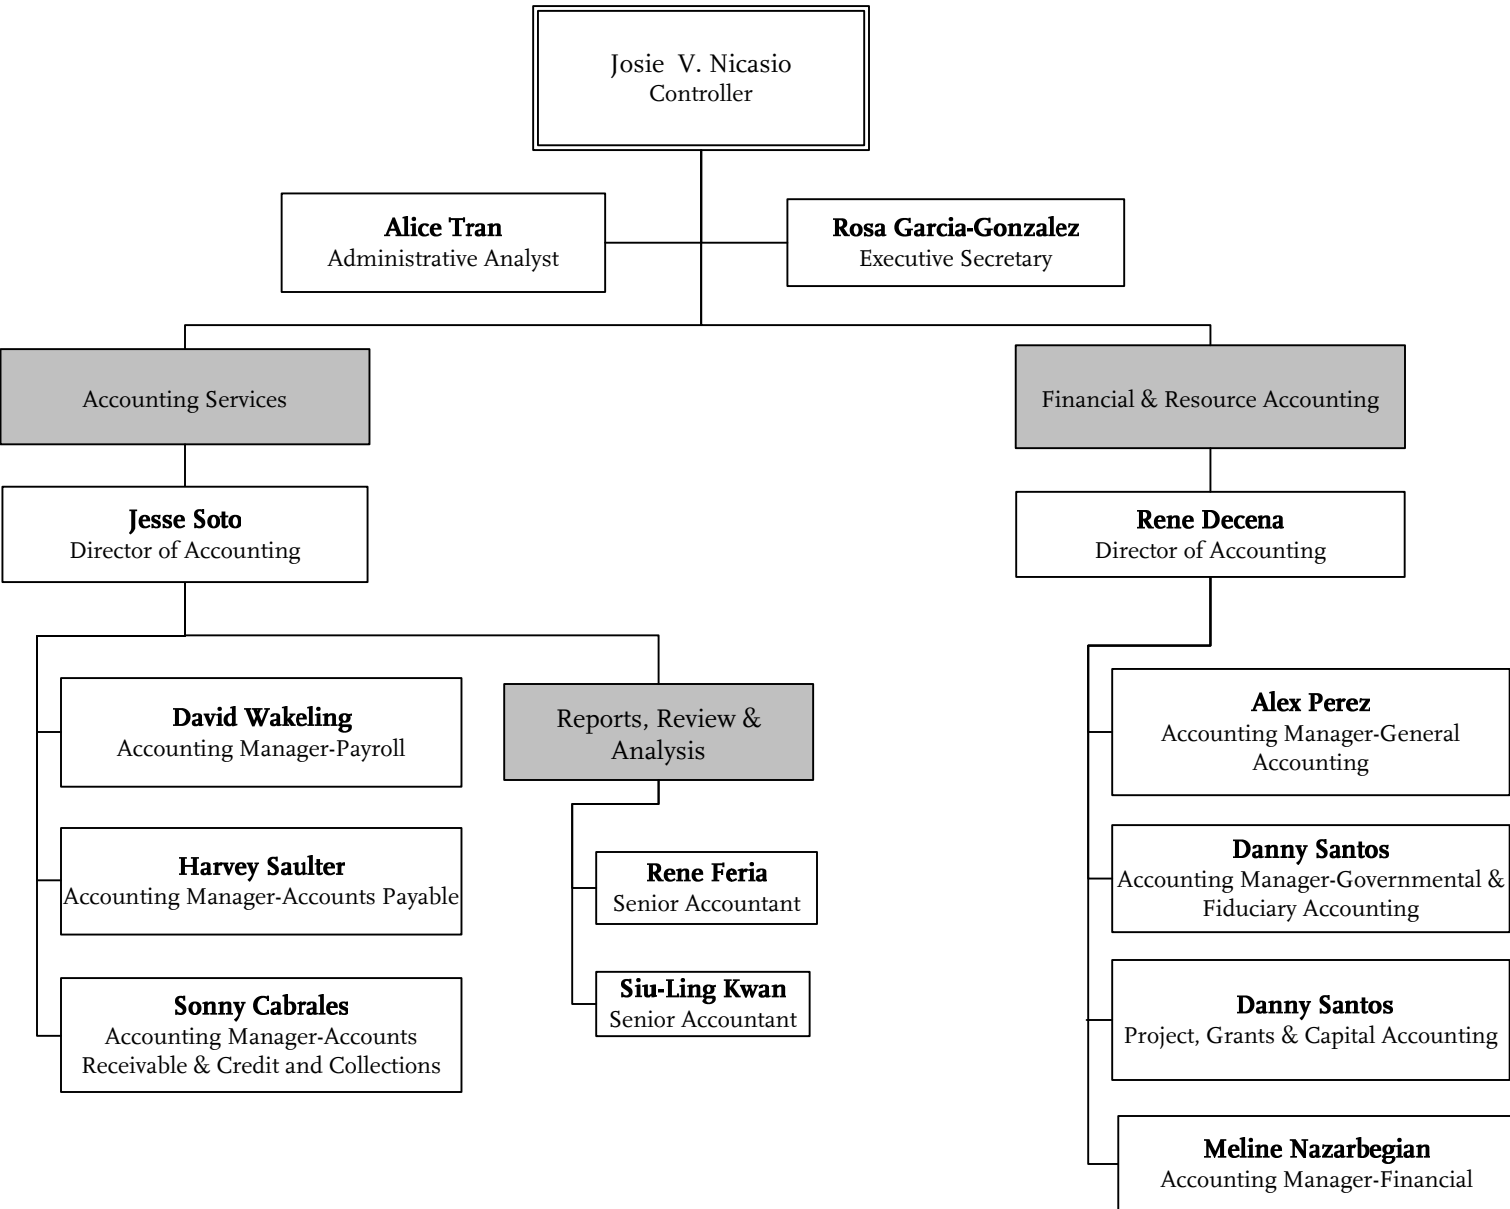 Josie V. Nicasio
Controller
Alice Tran
Administrative Analyst
Rosa Garcia-Gonzalez
Executive Secretary
Accounting Services
Financial & Resource Accounting
Jesse Soto
Director of Accounting
Rene Decena
Director of Accounting
David Wakeling
Accounting Manager-Payroll
Harvey Saulter
Accounting Manager-Accounts Payable
Sonny Cabrales
Accounting Manager-Accounts
Receivable & Credit and Collections
Reports, Review &
Analysis
Rene Feria
Senior Accountant
Siu-Ling Kwan
Senior Accountant
Alex Perez
Accounting Manager-General
Accounting
Danny Santos
Accounting Manager-Governmental &
Fiduciary Accounting
Danny Santos
Project, Grants & Capital Accounting
Meline Nazarbegian
Accounting Manager-Financial